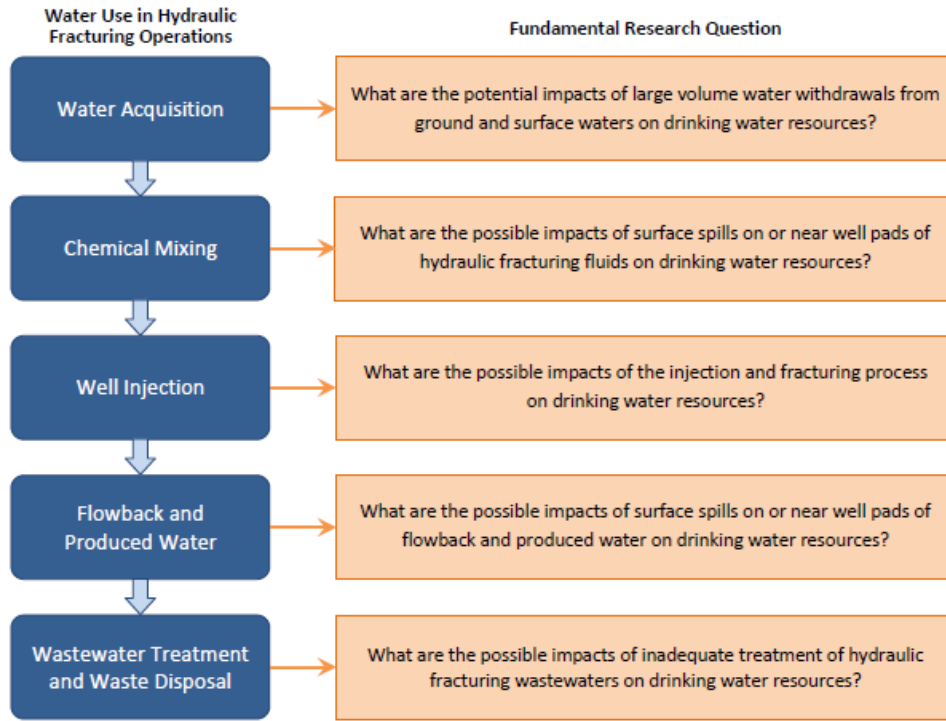 Water Use in Hydraulic
Fracturing Operations
Fundamental Research Question
Water Acquisition
What are the potential impacts of large volume water withdrawals from
ground and surface waters on drinking water resources?
Chemical Mixing
What are the possible impacts of surface spills on or near well pads of
hydraulic fracturing fluids on drinking water resources?
Well Injection
What are the possible impacts of the injection and fracturing process
on drinking water resources?
Flowback and
Produced Water
What are the possible impacts of surface spills on or near well pads of
flowback and produced water on drinking water resources?
Wastewater Treatment
and Waste Disposal
What are the possible impacts of inadequate treatment of hydraulic
fracturing wastewaters on drinking water resources?